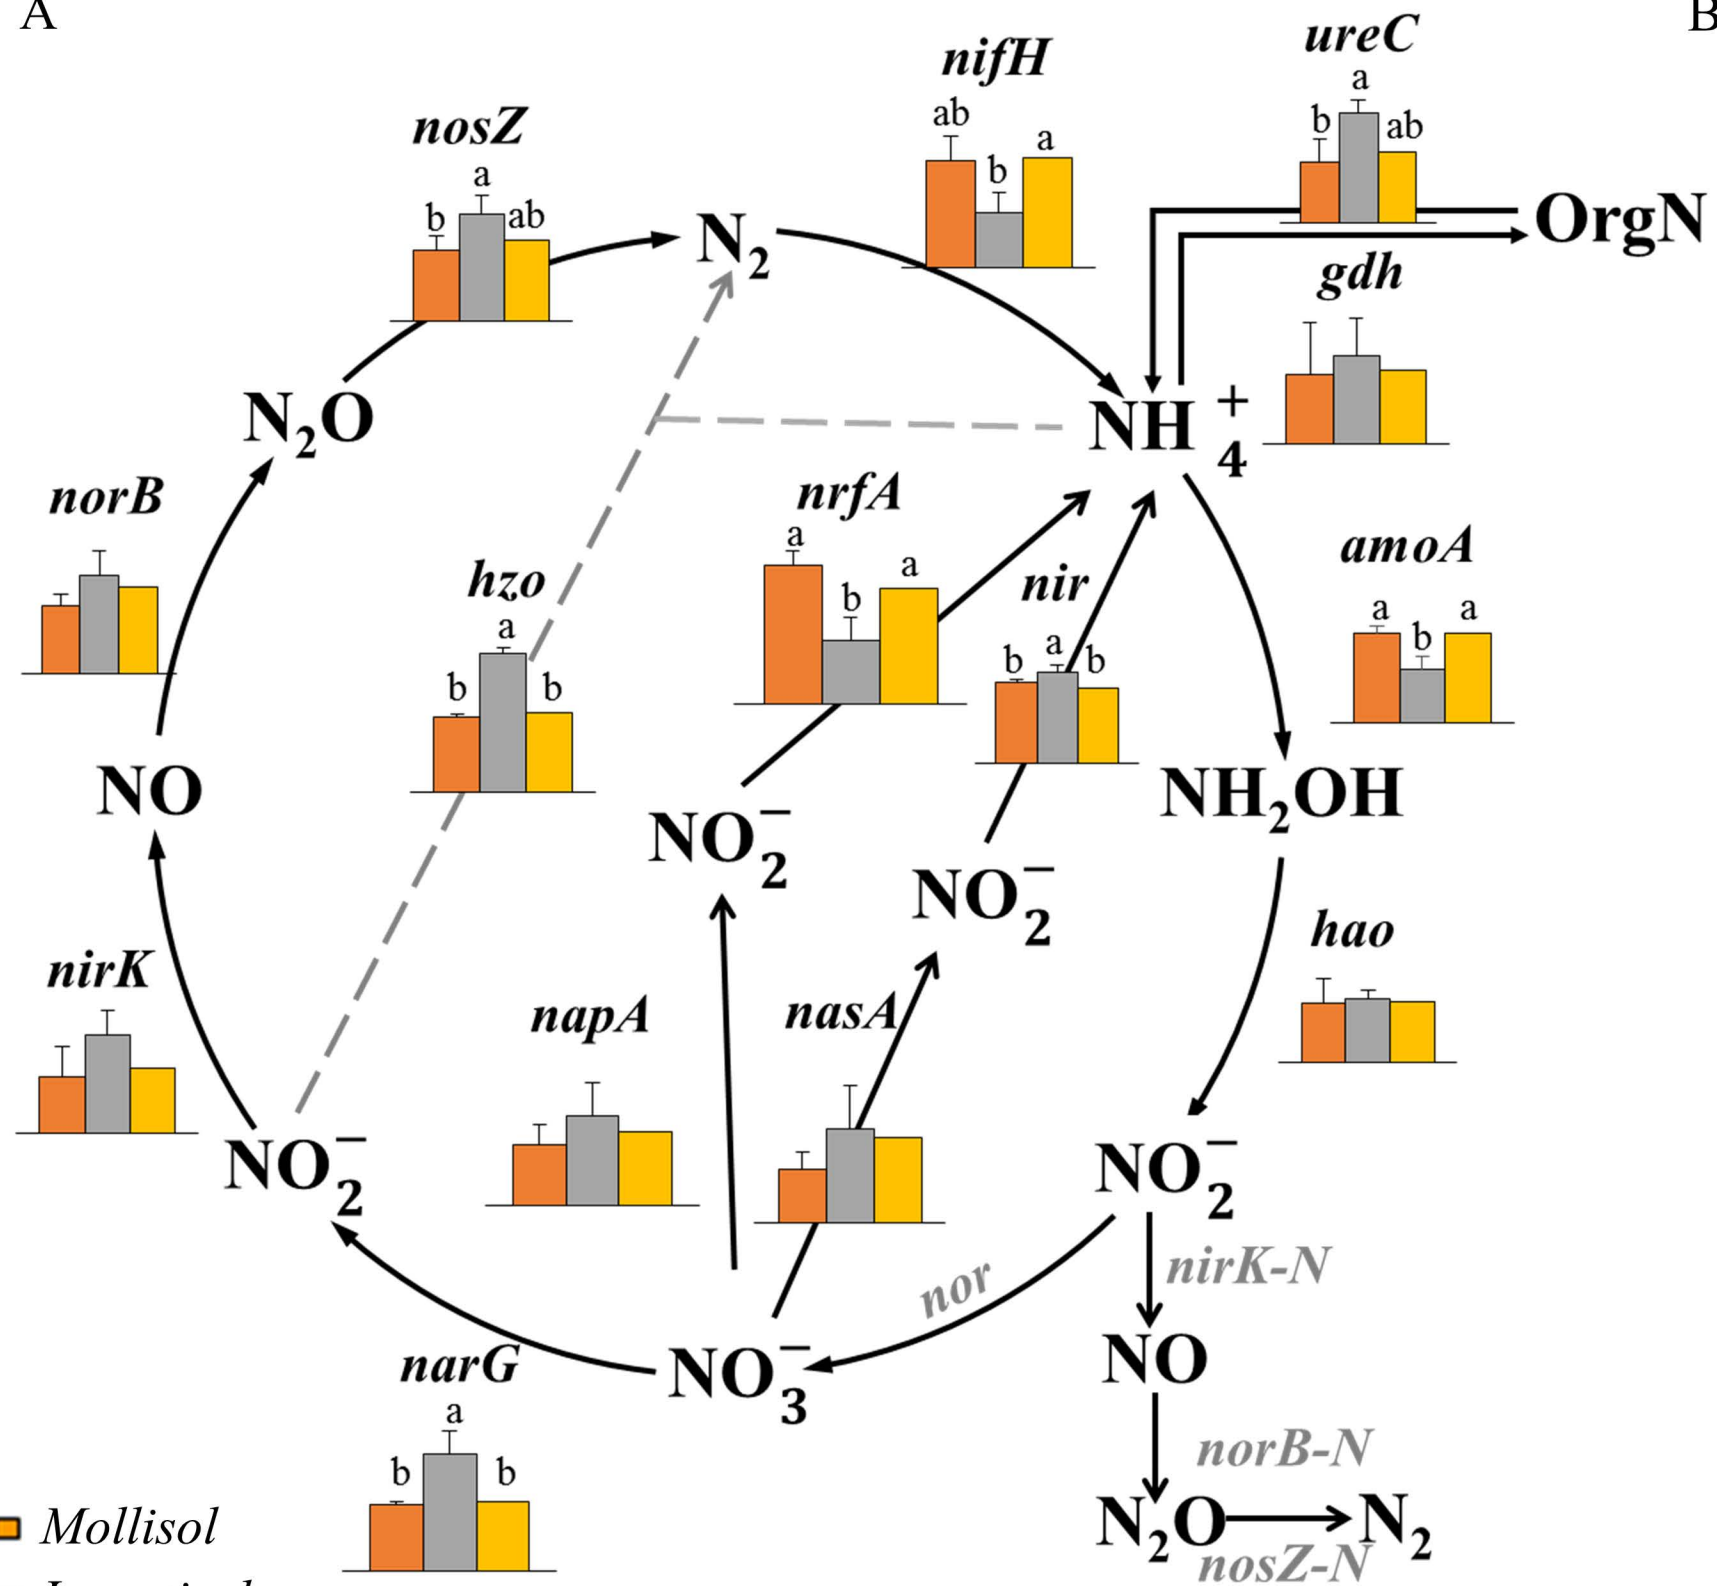 A
B
ureC
b a ab
nifH
ab b a
nosZ
b a ab
N₂
OrgN
gdh
N₂O
NH₄⁺
norB
nrfA
a b a
hzo
b a b
nir
b a b
amoA
a b a
NO
NO₂⁻
NH₂OH
NO₂⁻
hao
nirK
napA
nasA
NO₂⁻
NO₂⁻
nirK-N
nor
NO
narG
NO₃⁻
b a b
norB-N
N₂O
N₂
nosZ-N
Mollisol